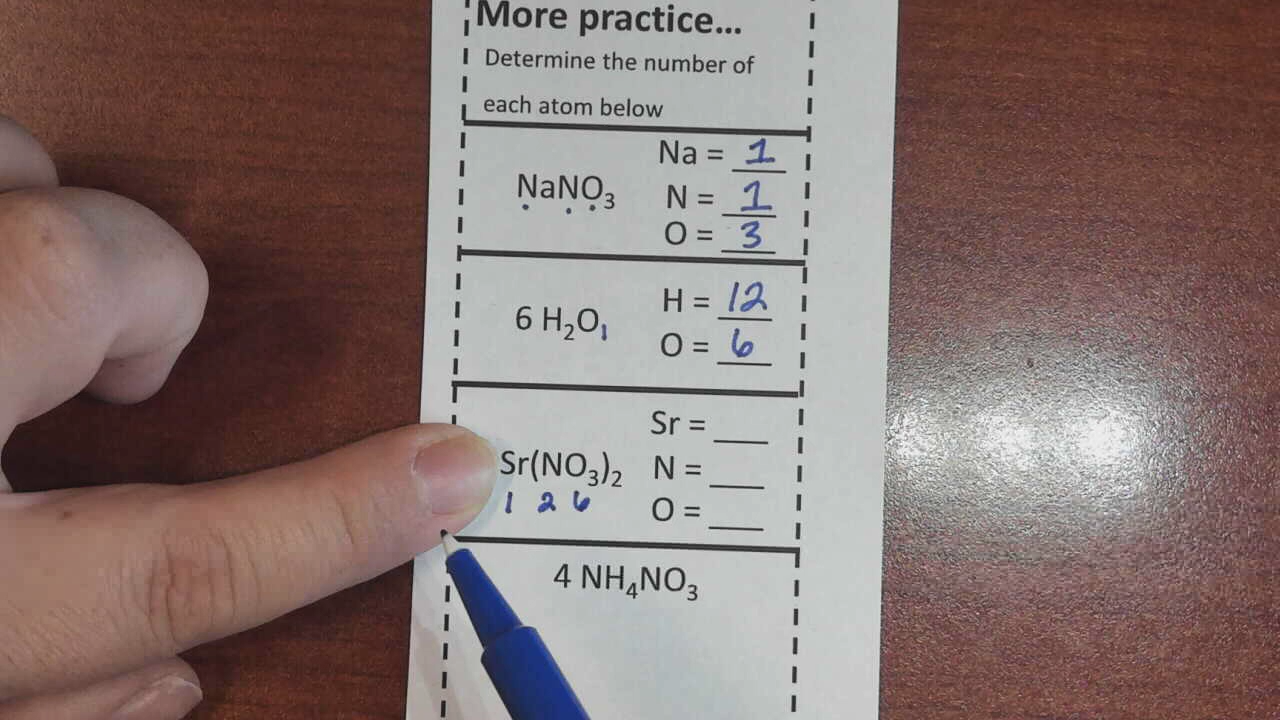 More practice...
Determine the number of
each atom below
NaNO₃
Na = 1
N = 1
O = 3
6 H₂O₁
H = 12
O = 6
Sr(NO₃)₂
1 2 6
Sr = ___
N = ___
O = ___
4 NH₄NO₃